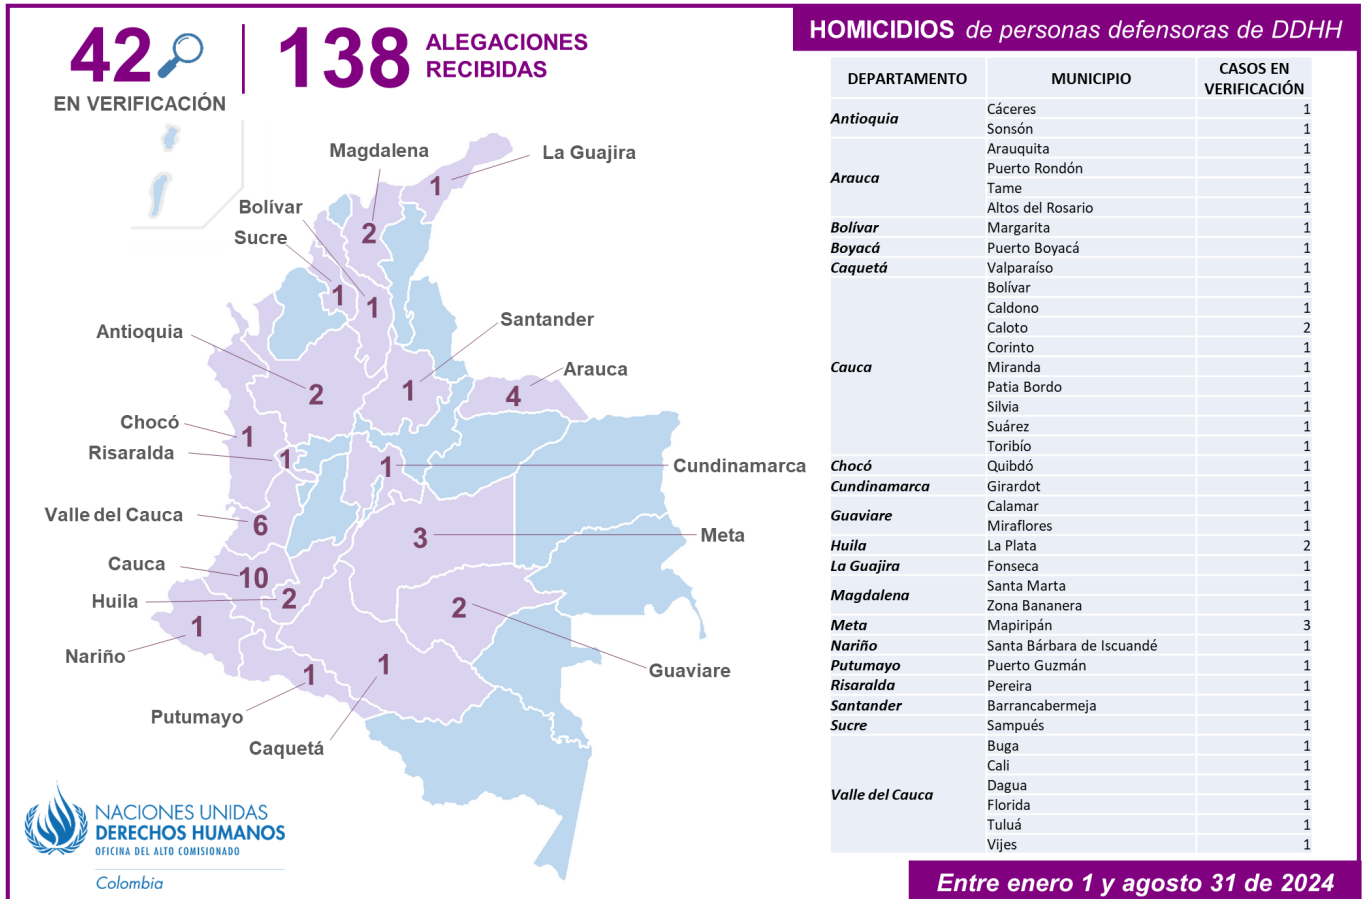 42
EN VERIFICACIÓN
138
ALEGACIONES
RECIBIDAS
HOMICIDIOS de personas defensoras de DDHH
Magdalena
La Guajira
1
Bolívar
2
Sucre
1
1
Antioquia
Santander
Arauca
2
1
4
Chocó
1
Risaralda
1
1
Cundinamarca
Valle del Cauca
6
3
Meta
Cauca
10
Huila
2
2
1
Nariño
1
1
Guaviare
Putumayo
Caquetá
DEPARTAMENTO MUNICIPIO CASOS EN VERIFICACIÓN
Antioquia Cáceres 1
Sonsón 1
Arauca Arauquita 1
Puerto Rondón 1
Tame 1
Altos del Rosario 1
Bolívar Margarita 1
Boyacá Puerto Boyacá 1
Caquetá Valparaíso 1
Cauca Bolívar 1
Caldono 1
Caloto 2
Corinto 1
Miranda 1
Patia Bordo 1
Silvia 1
Suárez 1
Toribío 1
Chocó Quibdó 1
Cundinamarca Girardot 1
Guaviare Calamar 1
Miraflores 1
Huila La Plata 2
La Guajira Fonseca 1
Magdalena Santa Marta 1
Zona Bananera 1
Meta Mapiripán 3
Nariño Santa Bárbara de Iscuandé 1
Putumayo Puerto Guzmán 1
Risaralda Pereira 1
Santander Barrancabermeja 1
Sucre Sampués 1
Valle del Cauca Buga 1
Cali 1
Dagua 1
Florida 1
Tuluá 1
Vijes 1
NACIONES UNIDAS
DERECHOS HUMANOS
OFICINA DEL ALTO COMISIONADO
Colombia
Entre enero 1 y agosto 31 de 2024